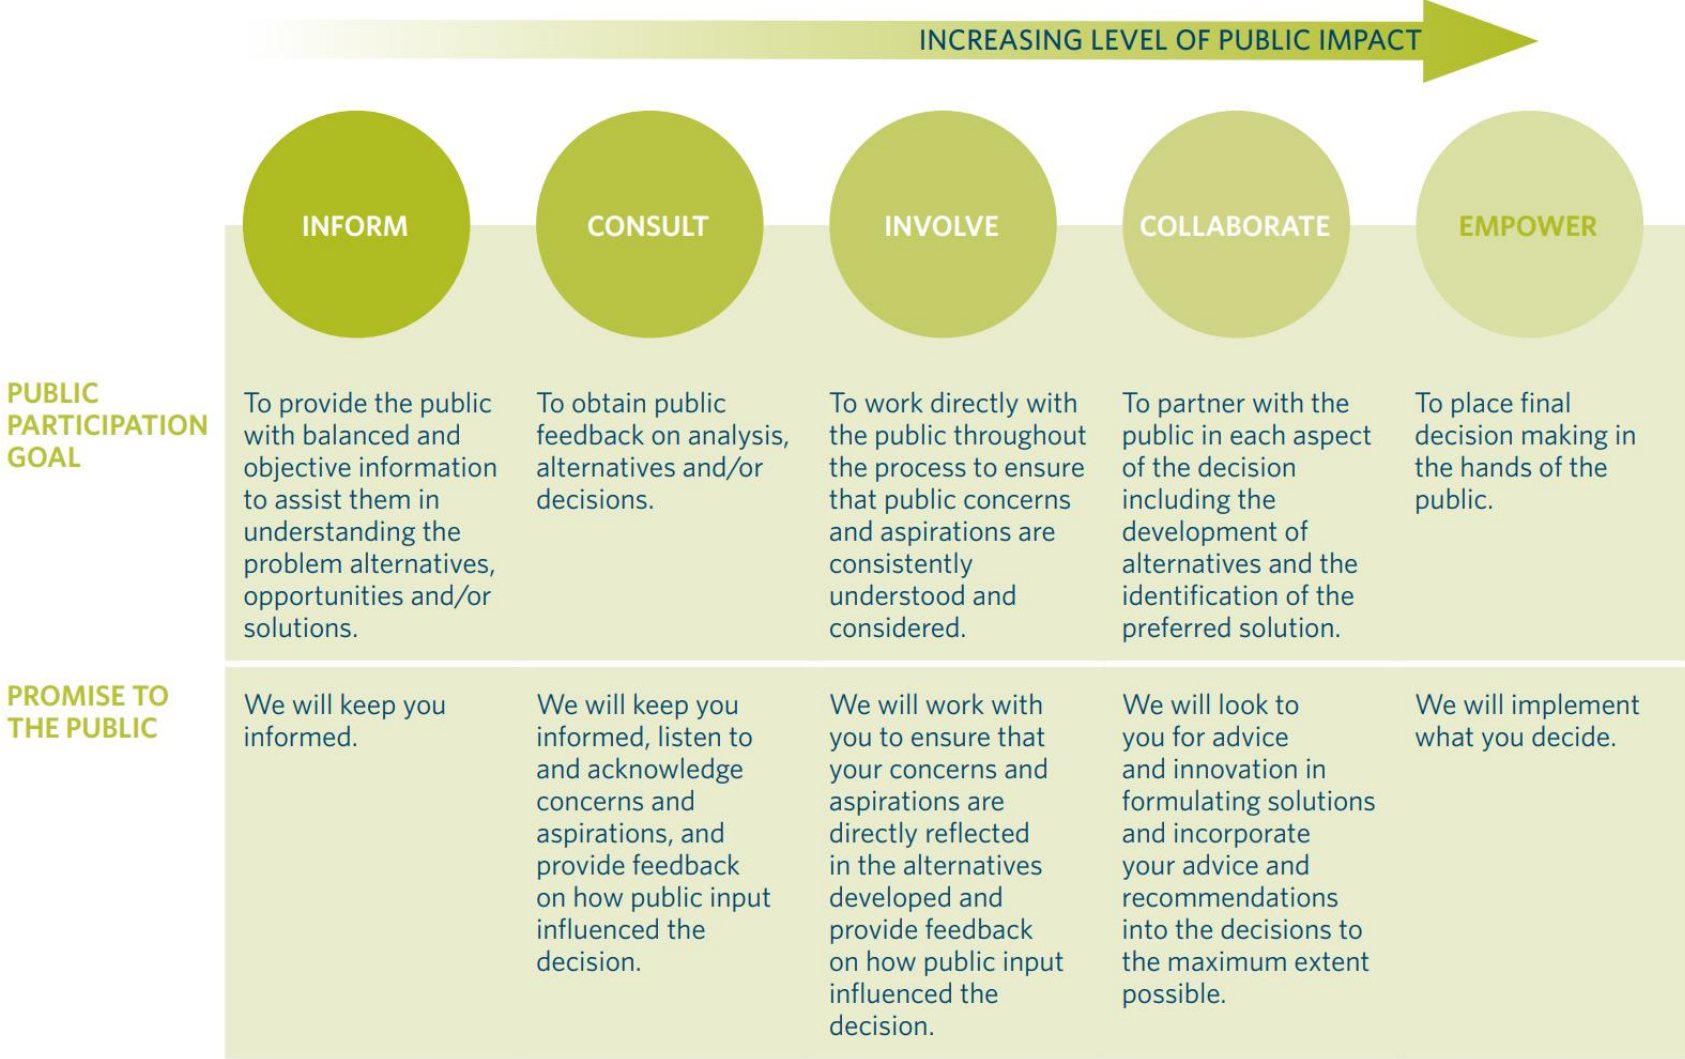 INCREASING LEVEL OF PUBLIC IMPACT
INFORM
CONSULT
INVOLVE
COLLABORATE
EMPOWER
PUBLIC
PARTICIPATION
GOAL
To provide the public
with balanced and
objective information
to assist them in
understanding the
problem alternatives,
opportunities and/or
solutions.
To obtain public
feedback on analysis,
alternatives and/or
decisions.
To work directly with
the public throughout
the process to ensure
that public concerns
and aspirations are
consistently
understood and
considered.
To partner with the
public in each aspect
of the decision
including the
development of
alternatives and the
identification of the
preferred solution.
To place final
decision making in
the hands of the
public.
PROMISE TO
THE PUBLIC
We will keep you
informed.
We will keep you
informed, listen to
and acknowledge
concerns and
aspirations, and
provide feedback
on how public input
influenced the
decision.
We will work with
you to ensure that
your concerns and
aspirations are
directly reflected
in the alternatives
developed and
provide feedback
on how public input
influenced the
decision.
We will look to
you for advice
and innovation in
formulating solutions
and incorporate
your advice and
recommendations
into the decisions to
the maximum extent
possible.
We will implement
what you decide.